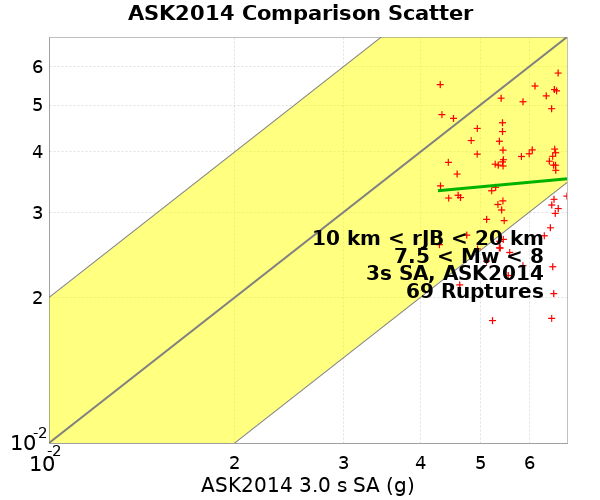 ASK2014 Comparison Scatter
6
5
4
3
2
10 km < rJB < 20 km
7.5 < Mw < 8
3s SA, ASK2014
69 Ruptures
10-2
10-2
2
3
4
5
6
ASK2014 3.0 s SA (g)